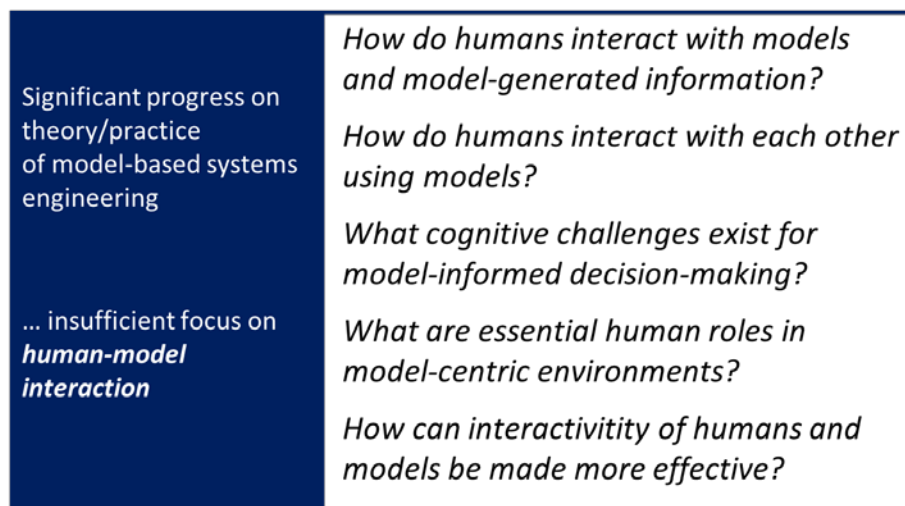 Significant progress on
theory/practice
of model-based systems
engineering
... insufficient focus on
human-model
interaction
How do humans interact with models
and model-generated information?
How do humans interact with each other
using models?
What cognitive challenges exist for
model-informed decision-making?
What are essential human roles in
model-centric environments?
How can interactivitity of humans and
models be made more effective?